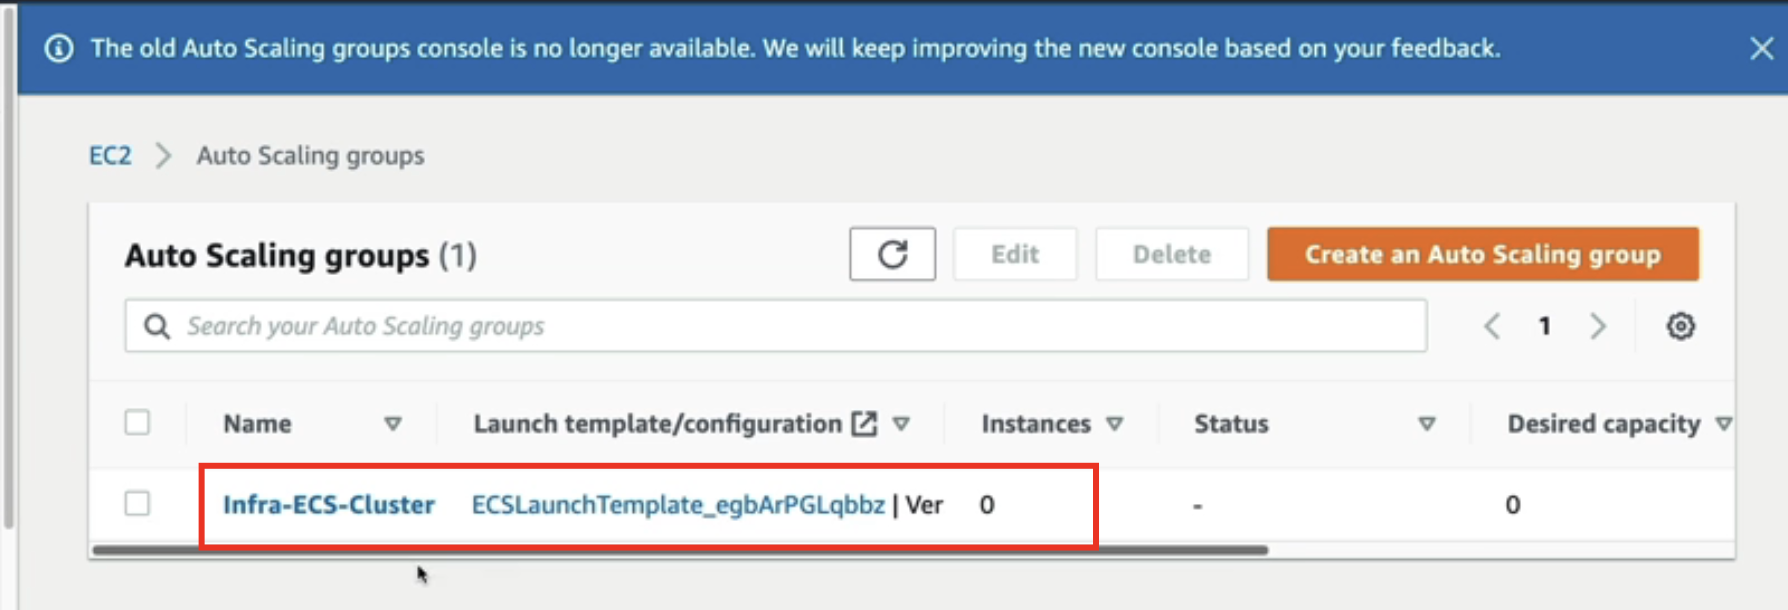 The old Auto Scaling groups console is no longer available. We will keep improving the new console based on your feedback.
EC2 > Auto Scaling groups
Auto Scaling groups (1)
Edit
Delete
Create an Auto Scaling group
Search your Auto Scaling groups
1
Name Launch template/configuration Instances Status Desired capacity
Infra-ECS-Cluster ECSLaunchTemplate_egbArPGLqbbz | Ver 0 - 0